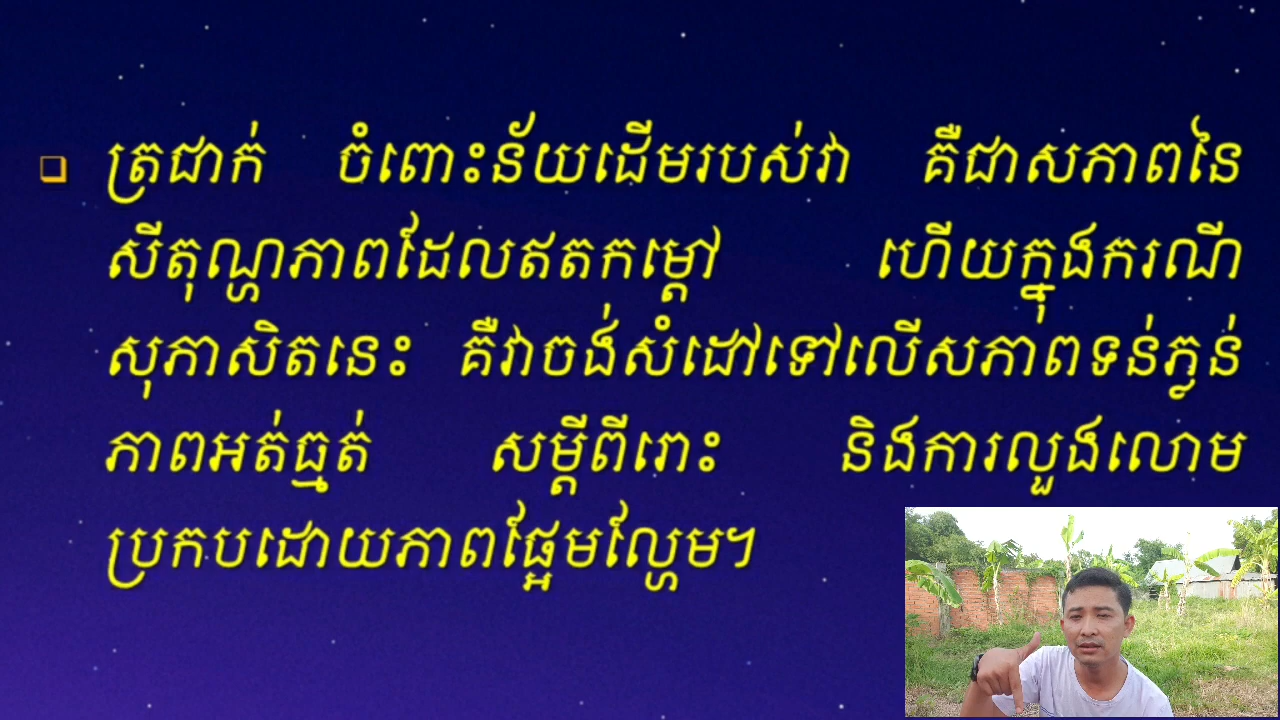 ត្រជាក់ ចំពោះន័យដើមរបស់វា គឺជាសភាពនៃ
សីតុណ្ហភាពដែលឥតកម្ដៅ ហើយក្នុងករណី
សុភាសិតនេះ គឺវាចង់សំដៅទៅលើសភាពទន់ភ្លន់
ភាពអត់ធ្មត់ សម្ដីពីរោះ និងការលួងលោម
ប្រកបដោយភាពផ្អែមល្ហែម។